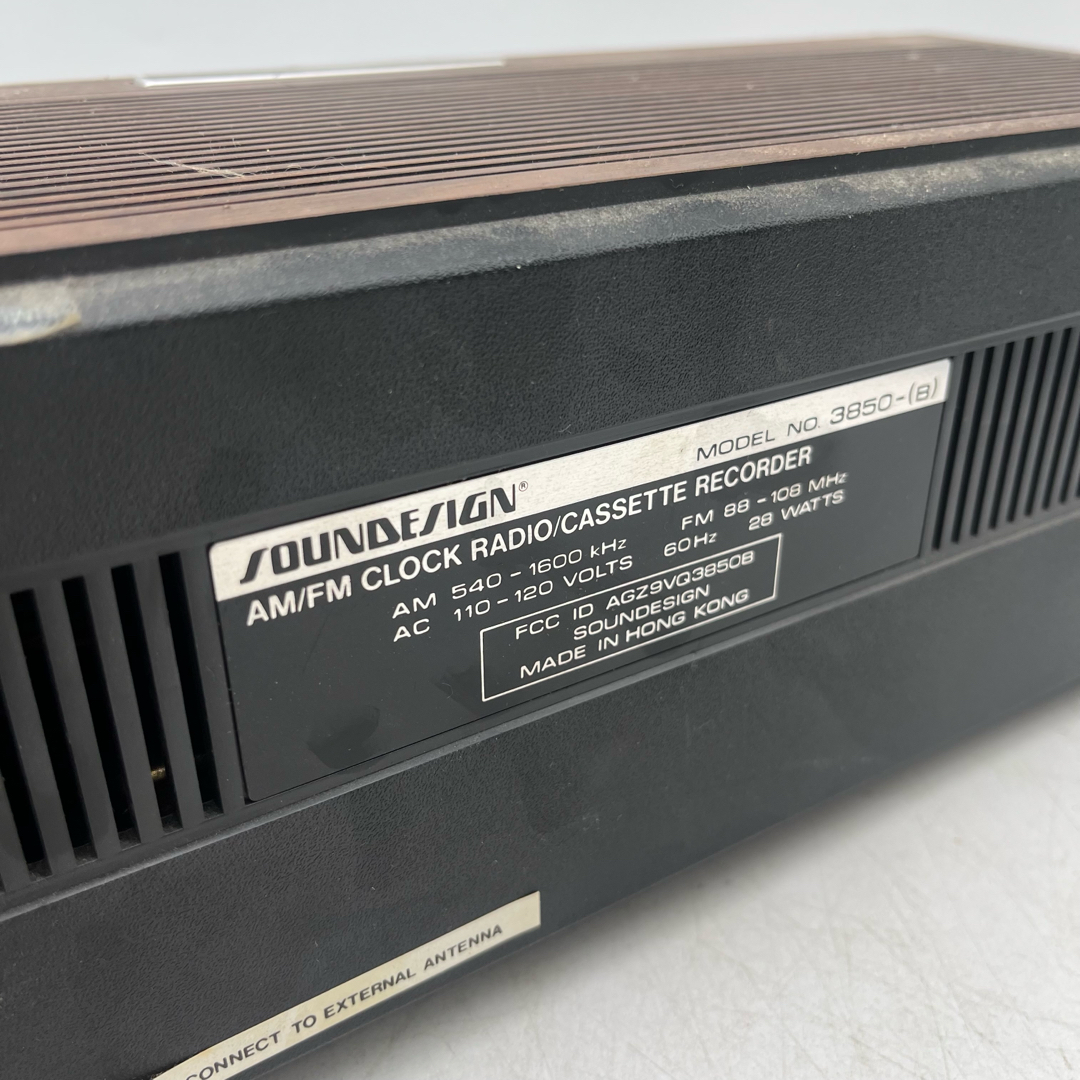 SOUNDESIGN® MODEL NO. 3850-(B)
AM/FM CLOCK RADIO/CASSETTE RECORDER
AM 540 - 1600 kHz FM 88 - 108 MHz
AC 110 - 120 VOLTS 60Hz 28 WATTS
FCC ID AGZ9VQ3850B
SOUNDESIGN
MADE IN HONG KONG
CONNECT TO EXTERNAL ANTENNA